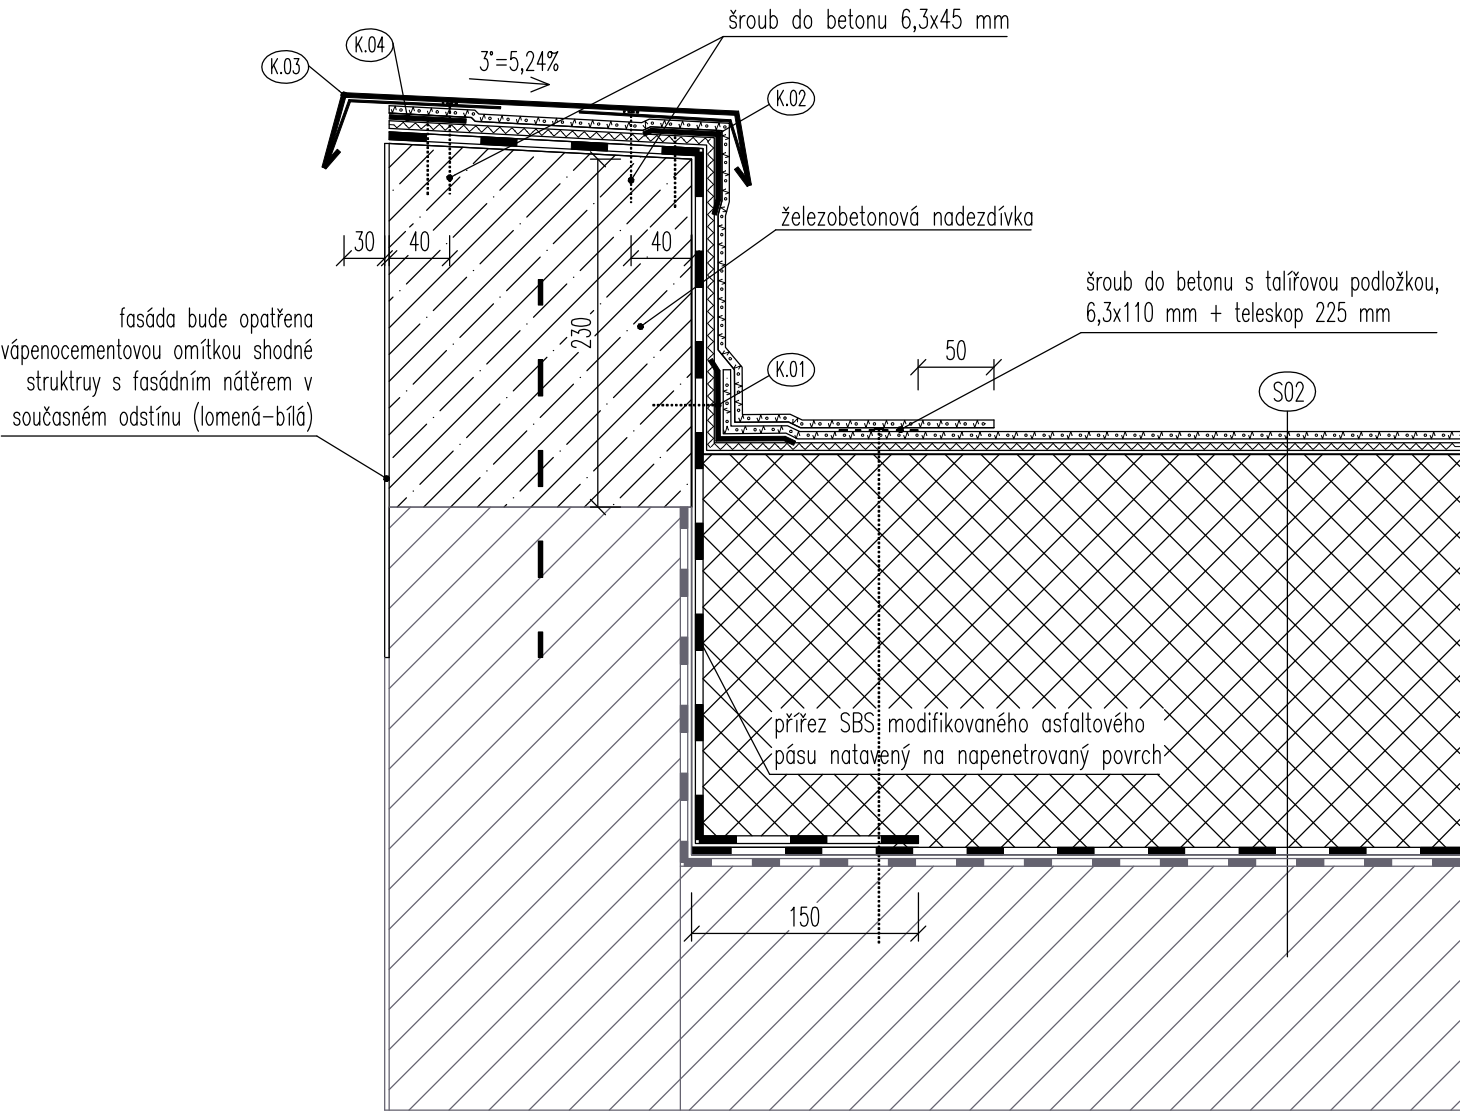 šroub do betonu 6,3x45 mm
K.04
K.03
3°=5,24%
K.02
železobetonová nadezdívka
30
40
40
šroub do betonu s talířovou podložkou,
6,3x110 mm + teleskop 225 mm
fasáda bude opatřena
vápenocementovou omítkou shodné
struktruy s fasádním nátěrem v
současném odstínu (lomená-bílá)
230
50
K.01
S02
přířez SBS modifikovaného asfaltového
pásu natavený na napenetrovaný povrch
150